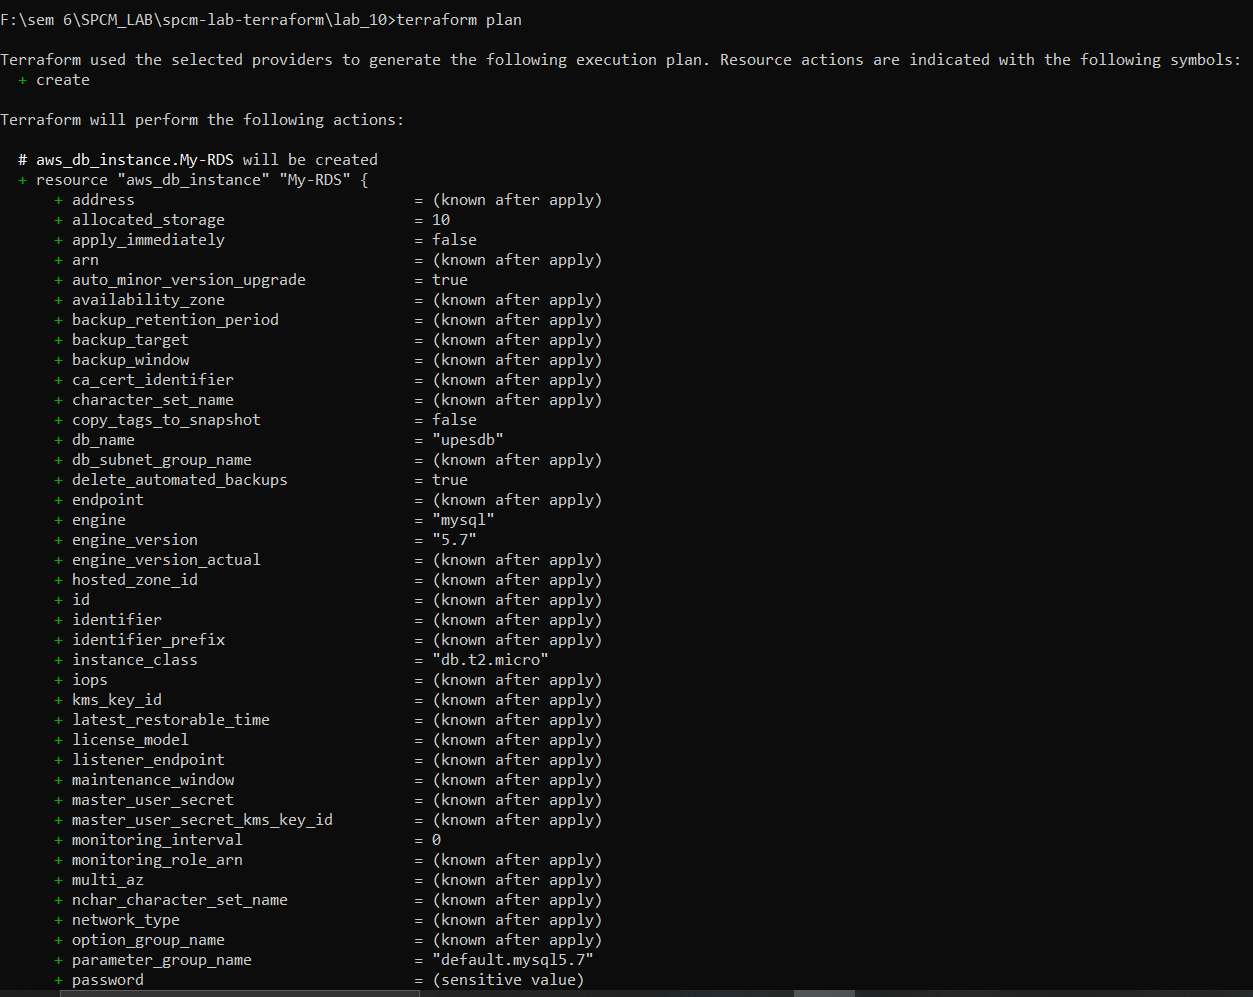 F:\sem 6\SPCM_LAB\spcm-lab-terraform\lab_10>terraform plan
Terraform used the selected providers to generate the following execution plan. Resource actions are indicated with the following symbols:
+ create
Terraform will perform the following actions:
# aws_db_instance.My-RDS will be created
+ resource "aws_db_instance" "My-RDS" {
+ address = (known after apply)
+ allocated_storage = 10
+ apply_immediately = false
+ arn = (known after apply)
+ auto_minor_version_upgrade = true
+ availability_zone = (known after apply)
+ backup_retention_period = (known after apply)
+ backup_target = (known after apply)
+ backup_window = (known after apply)
+ ca_cert_identifier = (known after apply)
+ character_set_name = (known after apply)
+ copy_tags_to_snapshot = false
+ db_name = "upesdb"
+ db_subnet_group_name = (known after apply)
+ delete_automated_backups = true
+ endpoint = (known after apply)
+ engine = "mysql"
+ engine_version = "5.7"
+ engine_version_actual = (known after apply)
+ hosted_zone_id = (known after apply)
+ id = (known after apply)
+ identifier = (known after apply)
+ identifier_prefix = (known after apply)
+ instance_class = "db.t2.micro"
+ iops = (known after apply)
+ kms_key_id = (known after apply)
+ latest_restorable_time = (known after apply)
+ license_model = (known after apply)
+ listener_endpoint = (known after apply)
+ maintenance_window = (known after apply)
+ master_user_secret = (known after apply)
+ master_user_secret_kms_key_id = (known after apply)
+ monitoring_interval = 0
+ monitoring_role_arn = (known after apply)
+ multi_az = (known after apply)
+ nchar_character_set_name = (known after apply)
+ network_type = (known after apply)
+ option_group_name = (known after apply)
+ parameter_group_name = "default.mysql5.7"
+ password = (sensitive value)